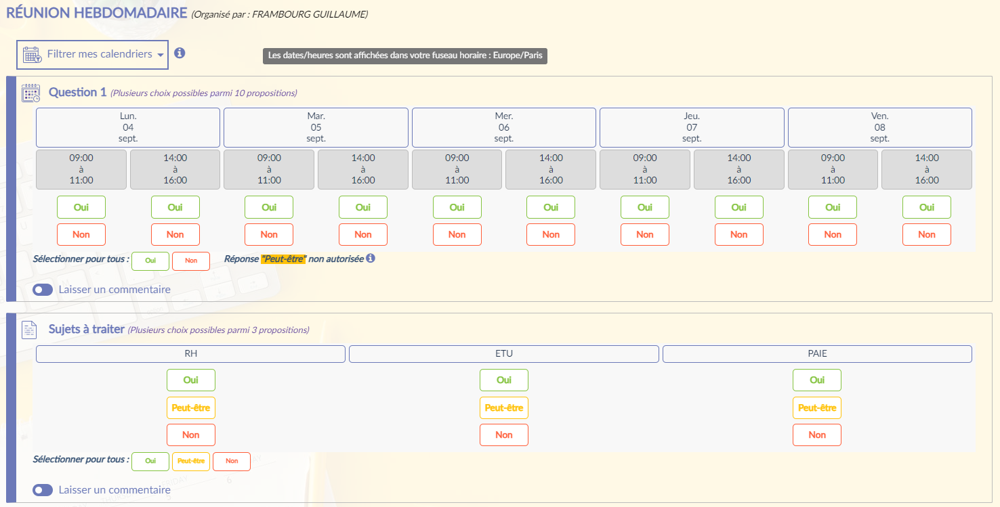 RÉUNION HEBDOMADAIRE (Organisé par : FRAMBOURG GUILLAUME)
Filtrer mes calendriers
Les dates/heures sont affichées dans votre fuseau horaire : Europe/Paris
Question 1 (Plusieurs choix possibles parmi 10 propositions)
Lun. Mar. Mer. Jeu. Ven.
04 05 06 07 08
sept. sept. sept. sept. sept.
09:00 14:00 09:00 14:00 09:00 14:00 09:00 14:00 09:00 14:00
à à à à à à à à à à
11:00 16:00 11:00 16:00 11:00 16:00 11:00 16:00 11:00 16:00
Oui Oui Oui Oui Oui Oui Oui Oui Oui Oui
Non Non Non Non Non Non Non Non Non Non
Sélectionner pour tous : Oui Non Réponse "Peut-être" non autorisée
Laisser un commentaire
Sujets à traiter (Plusieurs choix possibles parmi 3 propositions)
RH ETU PAIE
Oui Oui Oui
Peut-être Peut-être Peut-être
Non Non Non
Sélectionner pour tous : Oui Peut-être Non
Laisser un commentaire